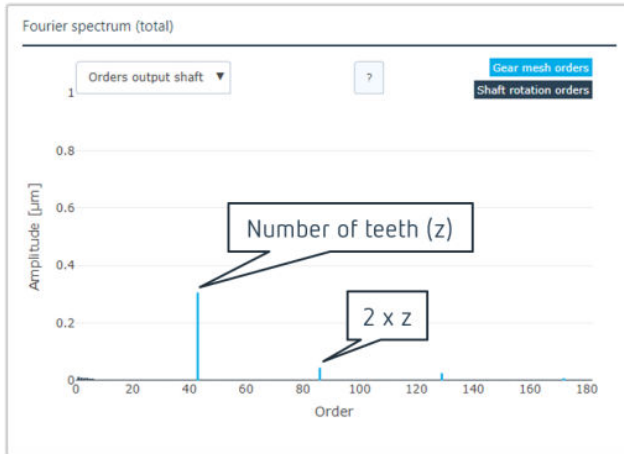 Fourier spectrum (total)
Orders output shaft ▼
?
Gear mesh orders
Shaft rotation orders
1
0.8
0.6
0.4
0.2
0
Amplitude [µm]
Number of teeth (z)
2 x z
0 20 40 60 80 100 120 140 160 180
Order